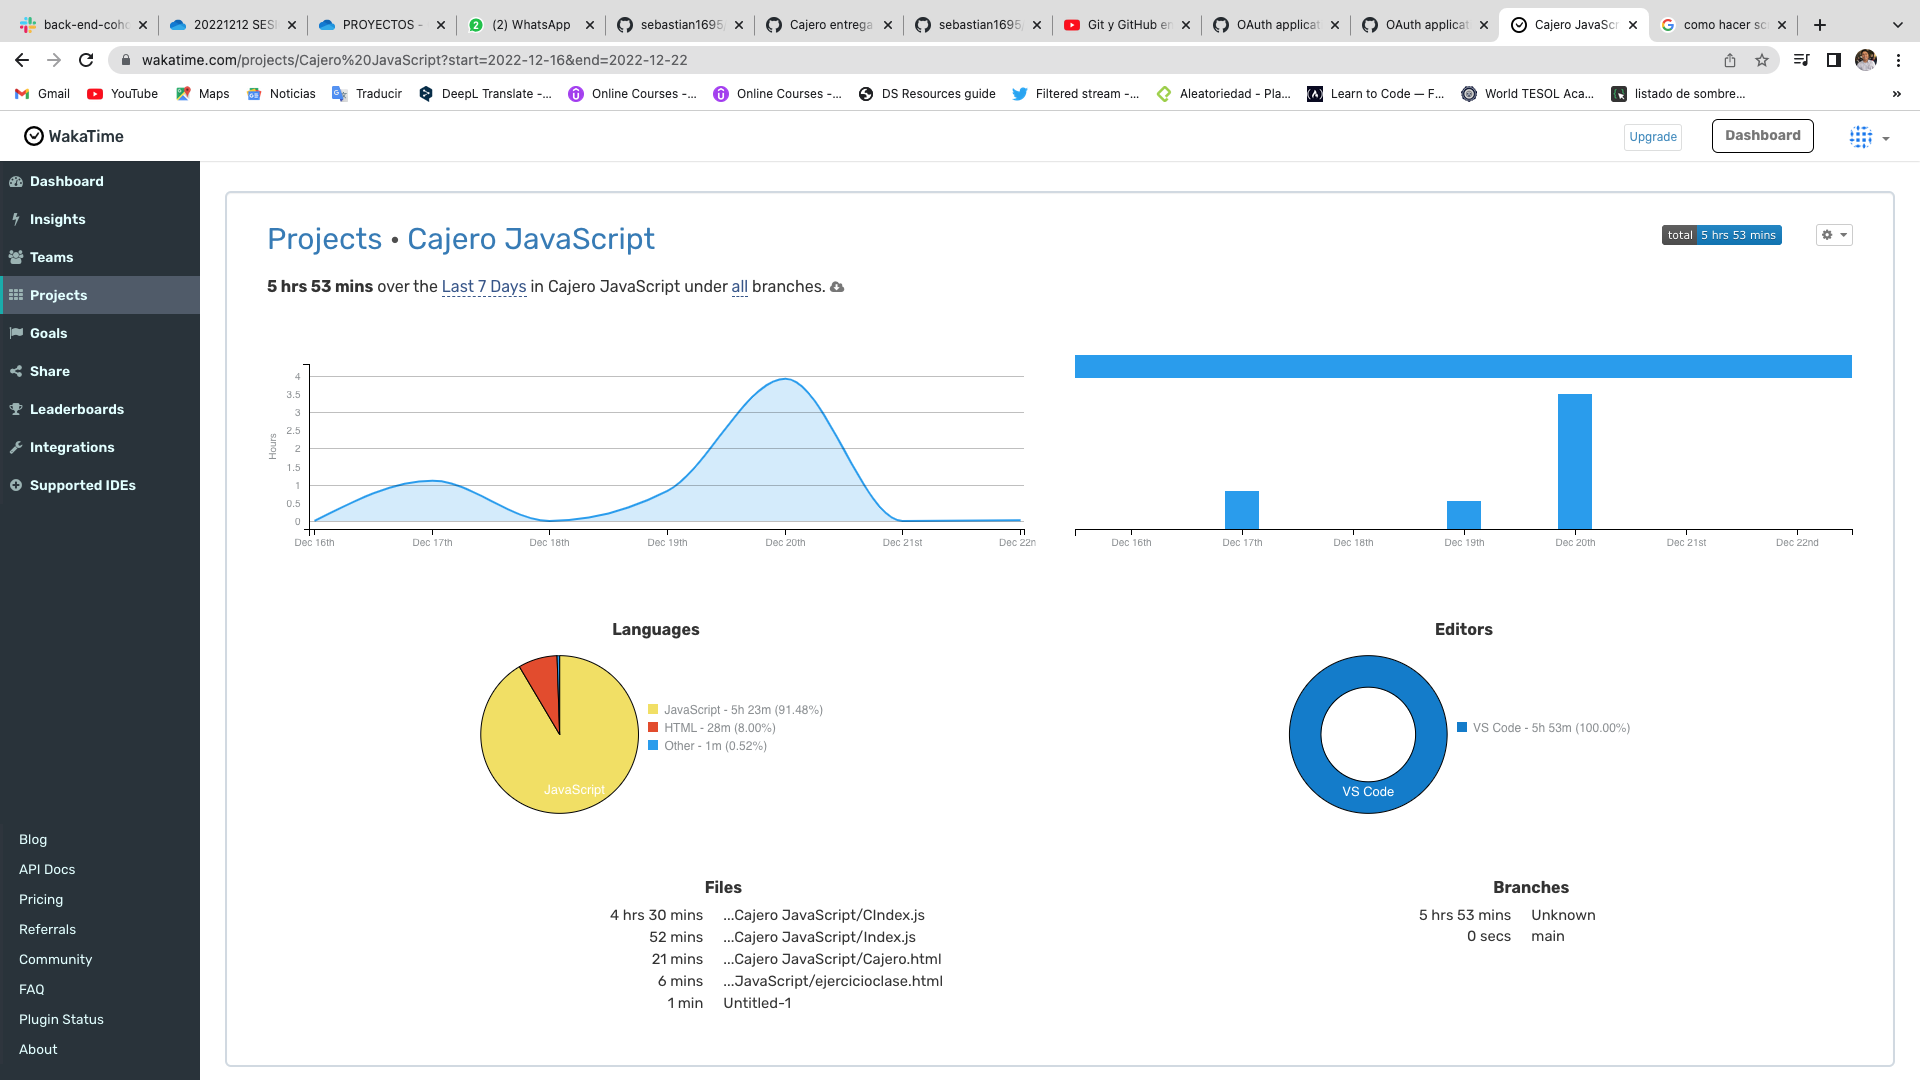 back-end-coho
20221212 SESI
PROYECTOS -
(2) WhatsApp
sebastian1695/
Cajero entrega
sebastian1695/
Git y GitHub en
OAuth applicat
OAuth applicat
Cajero JavaScr
como hacer sc
wakatime.com/projects/Cajero%20JavaScript?start=2022-12-16&end=2022-12-22
Gmail
YouTube
Maps
Noticias
Traducir
DeepL Translate -...
Online Courses -...
Online Courses -...
DS Resources guide
Filtered stream -...
Aleatoriedad - Pla...
Learn to Code — F...
World TESOL Aca...
listado de sombre...
»
WakaTime
Upgrade
Dashboard
Dashboard
Insights
Teams
Projects
Goals
Share
Leaderboards
Integrations
Supported IDEs
Blog
API Docs
Pricing
Referrals
Community
FAQ
Plugin Status
About
Projects • Cajero JavaScript
total 5 hrs 53 mins
5 hrs 53 mins over the Last 7 Days in Cajero JavaScript under all branches.
Hours
4
3.5
3
2.5
2
1.5
1
0.5
0
Dec 16th
Dec 17th
Dec 18th
Dec 19th
Dec 20th
Dec 21st
Dec 22n
Dec 16th
Dec 17th
Dec 18th
Dec 19th
Dec 20th
Dec 21st
Dec 22nd
Languages
JavaScript
JavaScript - 5h 23m (91.48%)
HTML - 28m (8.00%)
Other - 1m (0.52%)
Editors
VS Code
VS Code - 5h 53m (100.00%)
Files
4 hrs 30 mins ...Cajero JavaScript/CIndex.js
52 mins ...Cajero JavaScript/Index.js
21 mins ...Cajero JavaScript/Cajero.html
6 mins ...JavaScript/ejercicioclase.html
1 min Untitled-1
Branches
5 hrs 53 mins Unknown
0 secs main